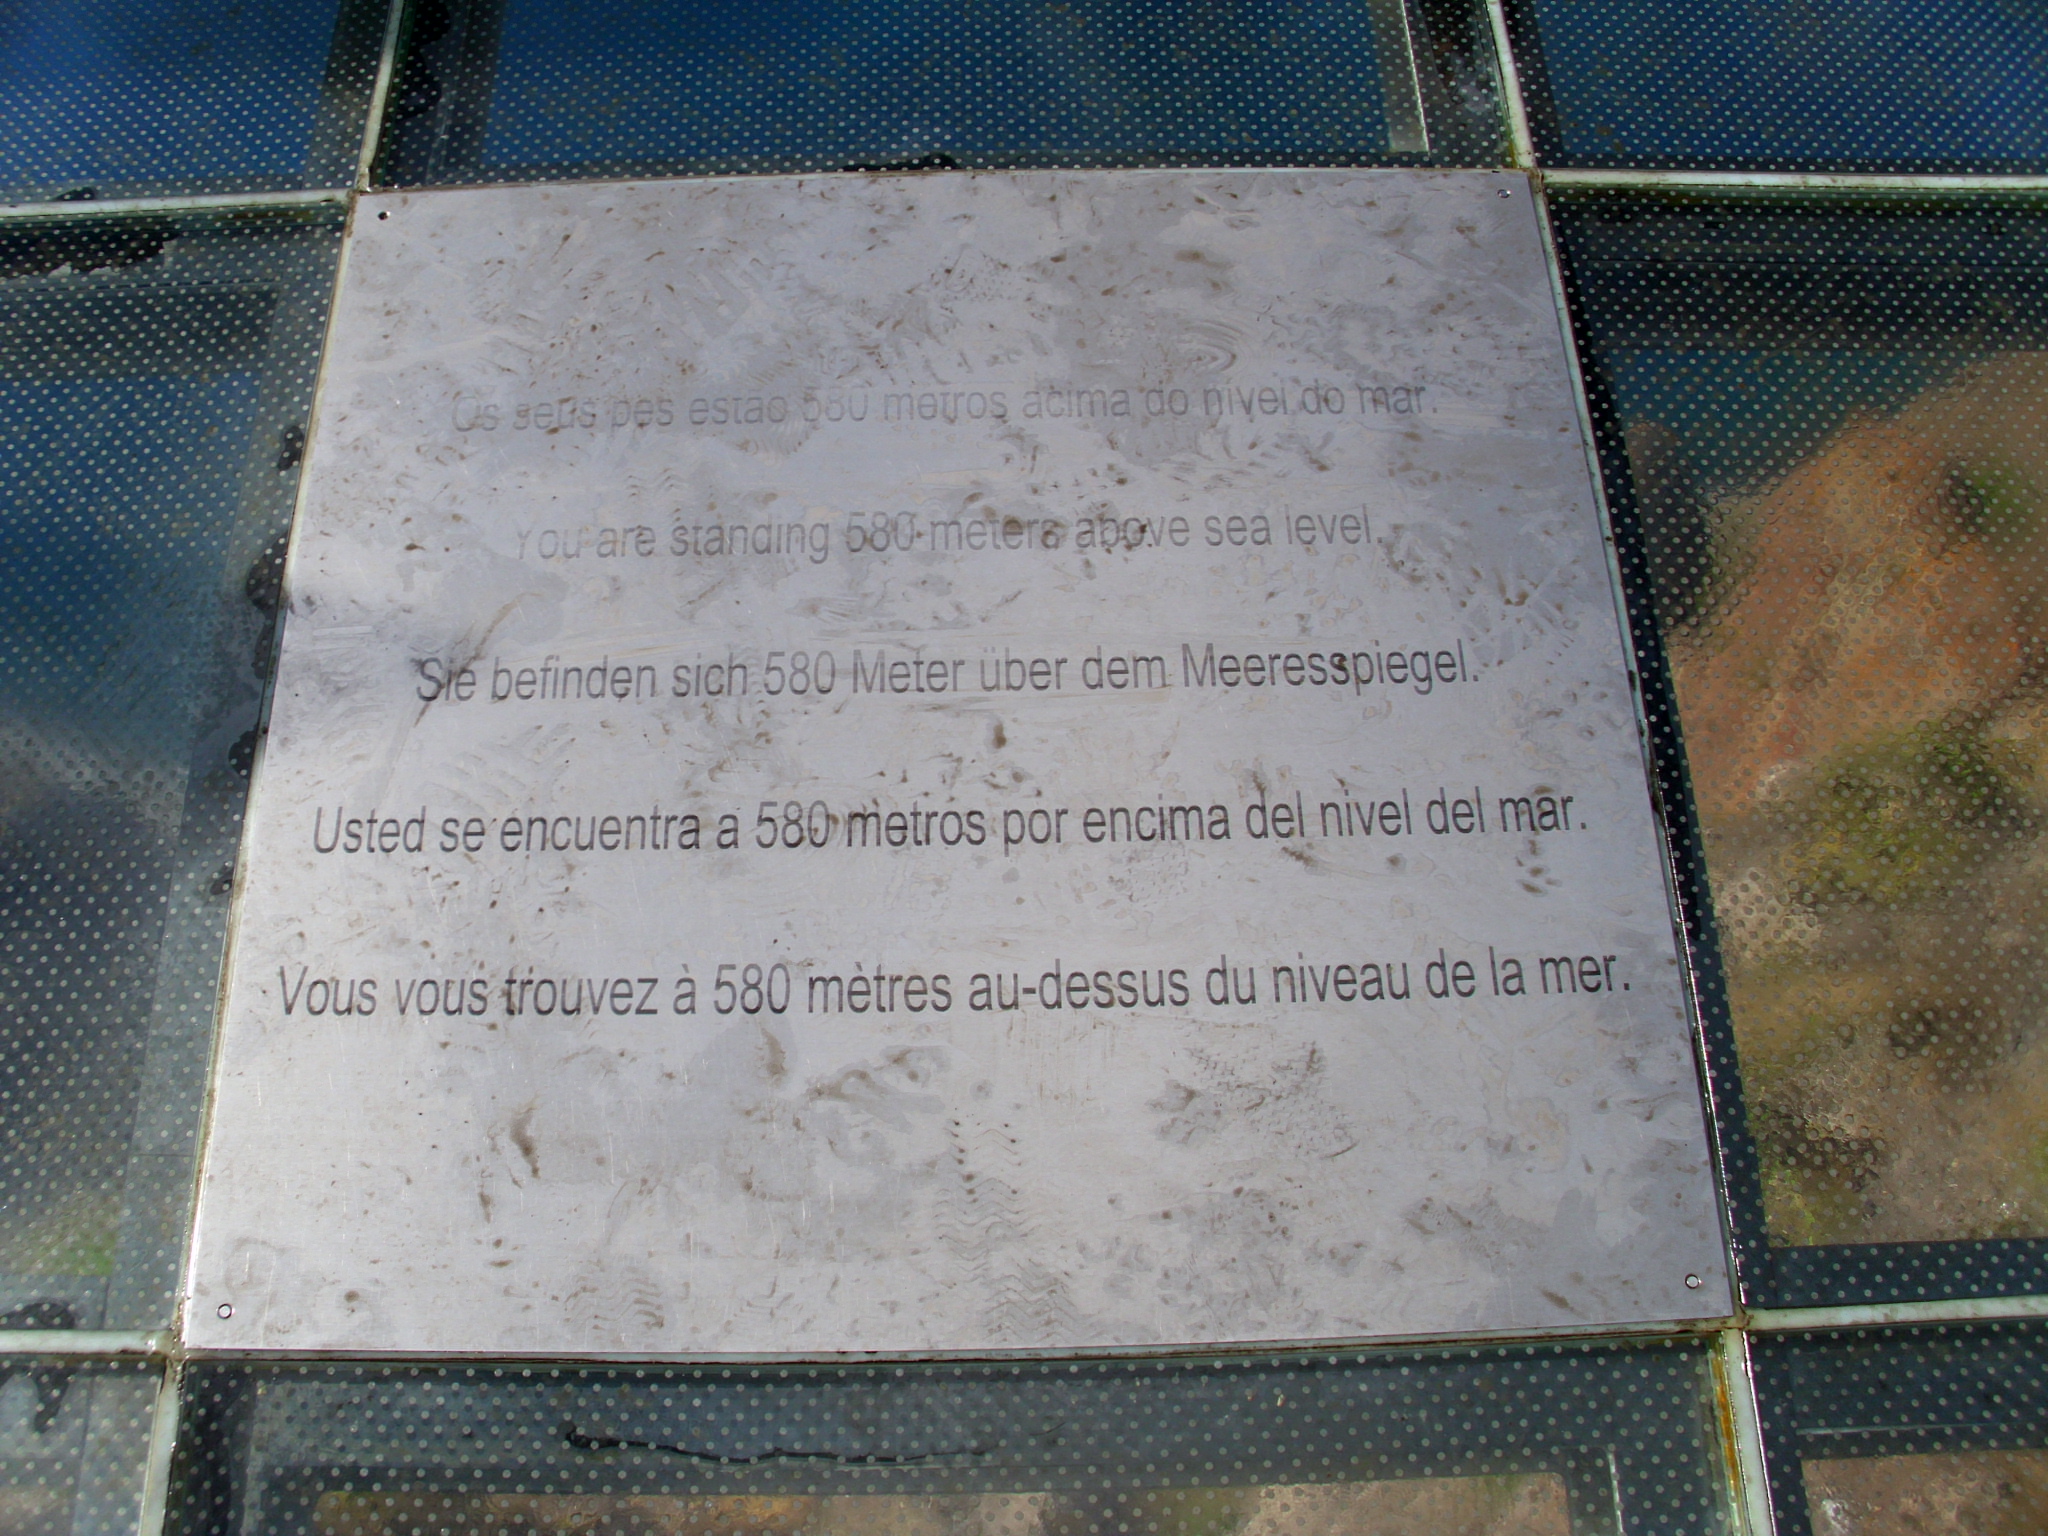 Os seus pés estão 580 metros acima do nível do mar.
You are standing 580 meters above sea level.
Sie befinden sich 580 Meter über dem Meeresspiegel.
Usted se encuentra a 580 metros por encima del nivel del mar.
Vous vous trouvez à 580 mètres au-dessus du niveau de la mer.